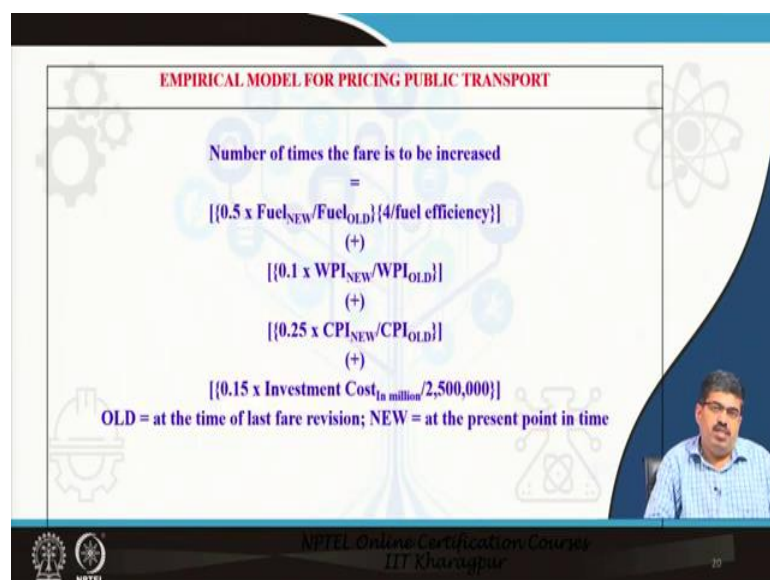 EMPIRICAL MODEL FOR PRICING PUBLIC TRANSPORT
Number of times the fare is to be increased
=
[{0.5 x Fuel_NEW/Fuel_OLD}{4/fuel efficiency}]
(+)
[{0.1 x WPI_NEW/WPI_OLD}]
(+)
[{0.25 x CPI_NEW/CPI_OLD}]
(+)
[{0.15 x Investment Cost_In million/2,500,000}]
OLD = at the time of last fare revision; NEW = at the present point in time
NPTEL Online Certification Courses
IIT Kharagpur
NPTEL
20